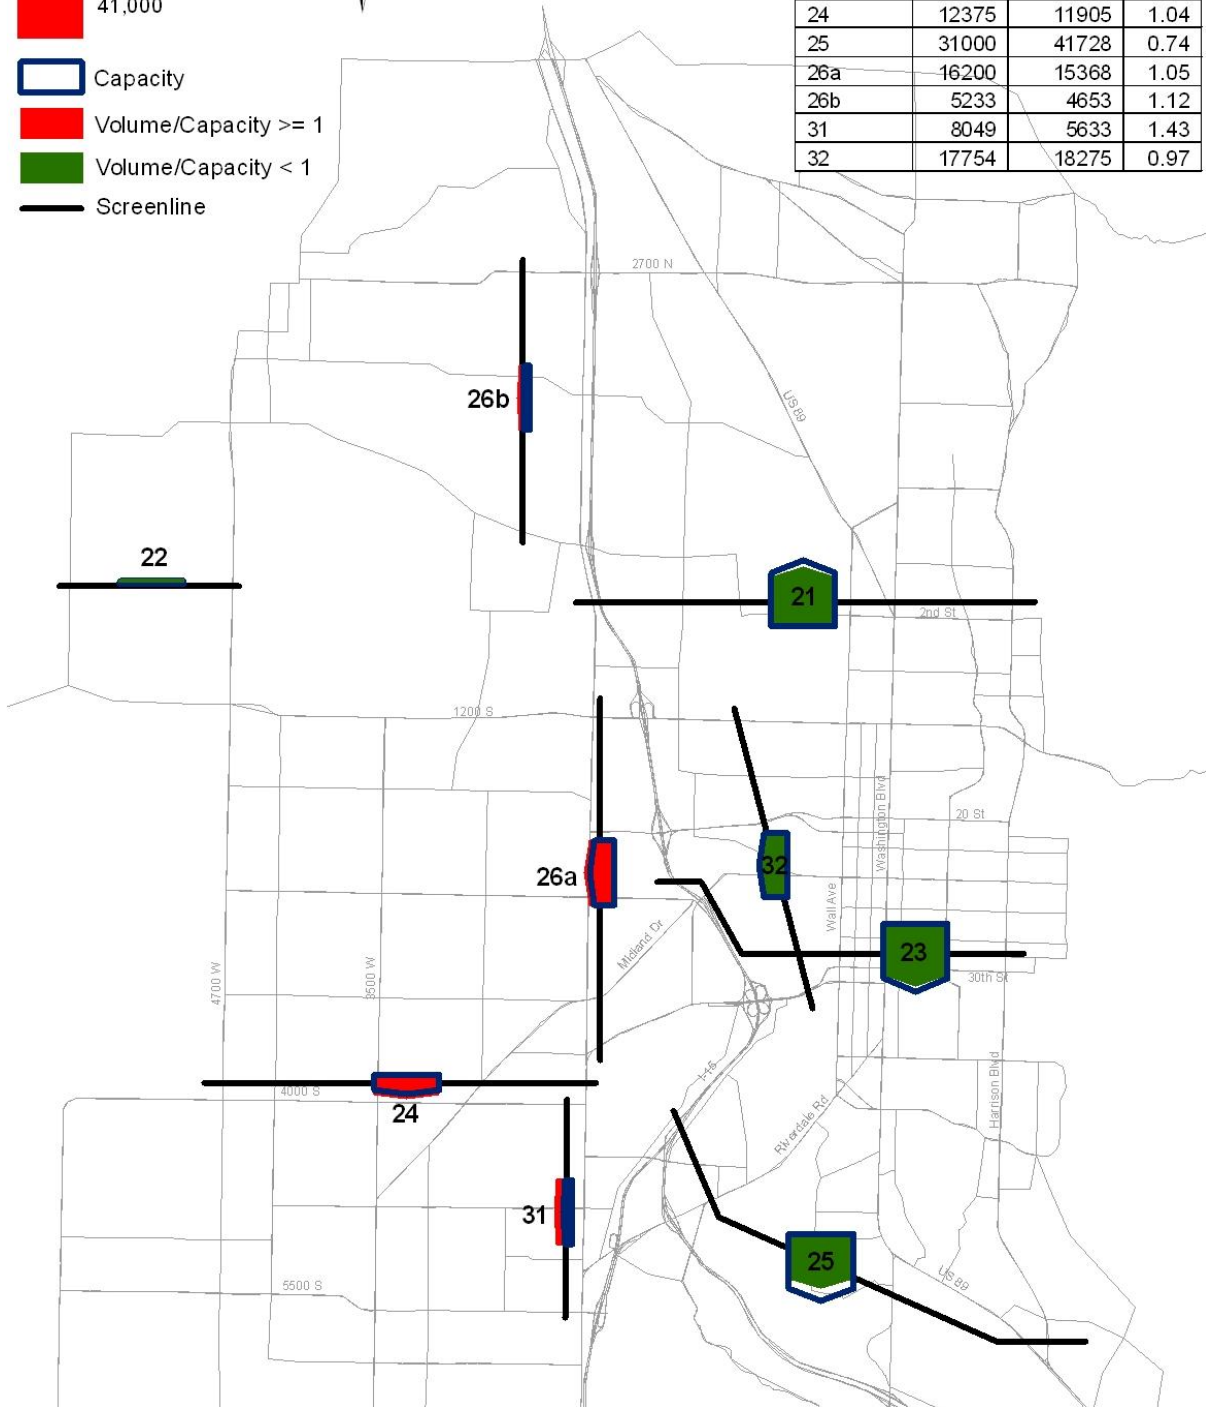 41,000
Capacity
Volume/Capacity >= 1
Volume/Capacity < 1
Screenline
24 12375 11905 1.04
25 31000 41728 0.74
26a 16200 15368 1.05
26b 5233 4653 1.12
31 8049 5633 1.43
32 17754 18275 0.97
2700 N
26b
US 89
22
21
2nd St
1200 S
Washington Blvd
20 St
32
26a
Wall Ave
Midland Dr
23
4700 W
3500 W
30th St
I-15
4000 S
24
Harrison Blvd
Riverdale Rd
31
25
US 89
5500 S